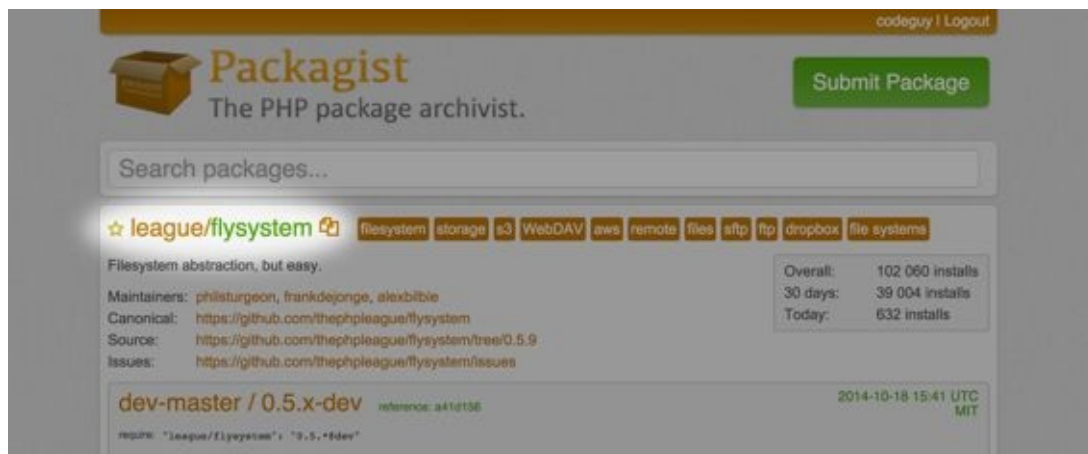 codeguy | Logout
Packagist
The PHP package archivist.
Submit Package
Search packages...
league/flysystem
filesystem storage s3 WebDAV aws remote files sftp ftp dropbox file systems
Filesystem abstraction, but easy.
Maintainers: philsturgeon, frankdejonge, alexbilbie
Canonical: https://github.com/thephpleague/flysystem
Source: https://github.com/thephpleague/flysystem/tree/0.5.9
Issues: https://github.com/thephpleague/flysystem/issues
Overall: 102 060 installs
30 days: 39 004 installs
Today: 632 installs
dev-master / 0.5.x-dev reference: a41d156
2014-10-18 15:41 UTC
MIT
require: "league/flysystem": "0.5.*@dev"